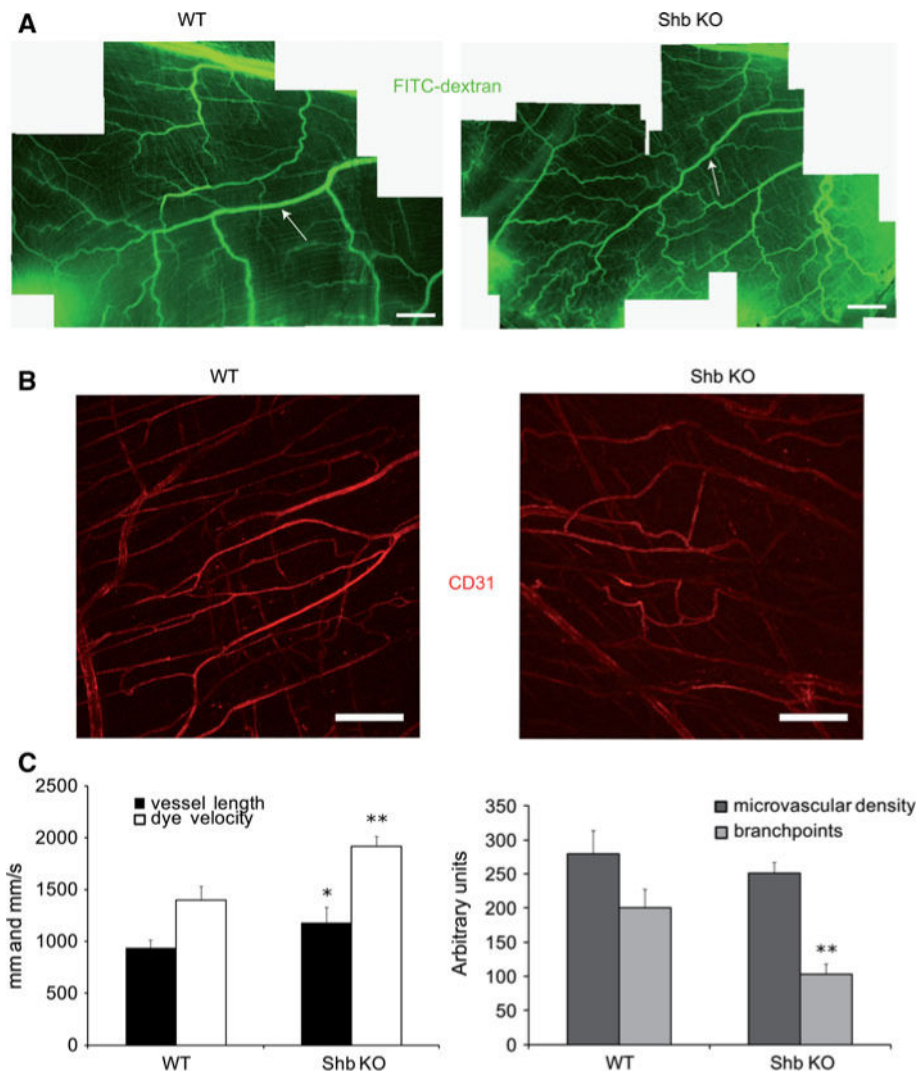 A
WT
Shb KO
FITC-dextran
B
WT
Shb KO
CD31
C
mm and mm/s
2500
2000
1500
1000
500
0
vessel length
dye velocity
*
**
WT
Shb KO
Arbitrary units
350
300
250
200
150
100
50
0
microvascular density
branchpoints
**
WT
Shb KO